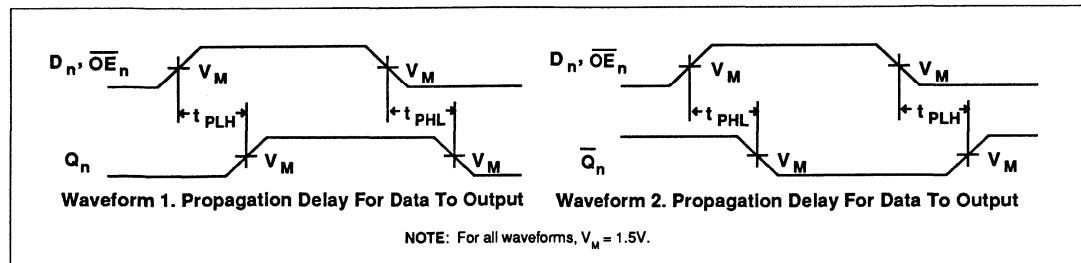 Dn, OEn
VM
VM
tPLH
tPHL
Qn
VM
VM
Waveform 1. Propagation Delay For Data To Output
Dn, OEn
VM
VM
tPHL
tPLH
Qn
VM
VM
Waveform 2. Propagation Delay For Data To Output
NOTE: For all waveforms, VM = 1.5V.